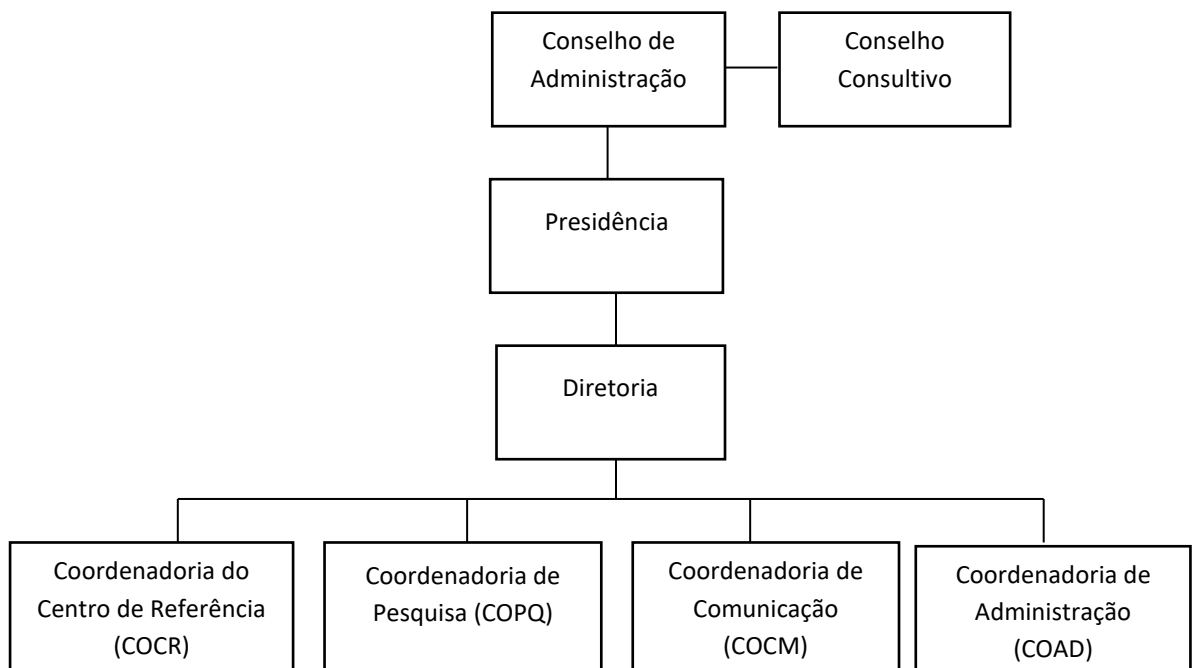 Conselho de
Administração
Conselho
Consultivo
Presidência
Diretoria
Coordenadoria do
Centro de Referência
(COCR)
Coordenadoria de
Pesquisa (COPQ)
Coordenadoria de
Comunicação
(COCM)
Coordenadoria de
Administração
(COAD)